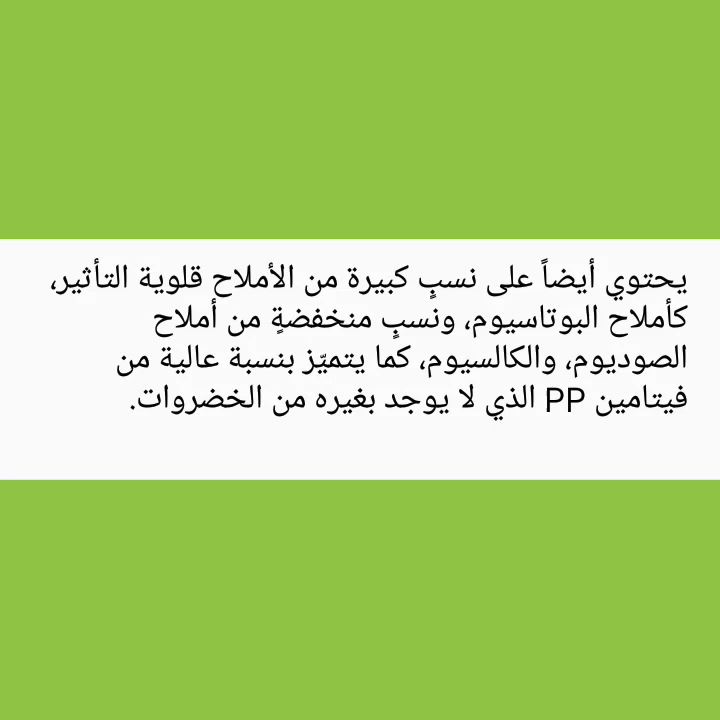 يحتوي أيضاً على نسبٍ كبيرة من الأملاح قلوية التأثير،
كأملاح البوتاسيوم، ونسبٍ منخفضةٍ من أملاح
الصوديوم، والكالسيوم، كما يتميّز بنسبة عالية من
فيتامين PP الذي لا يوجد بغيره من الخضروات.